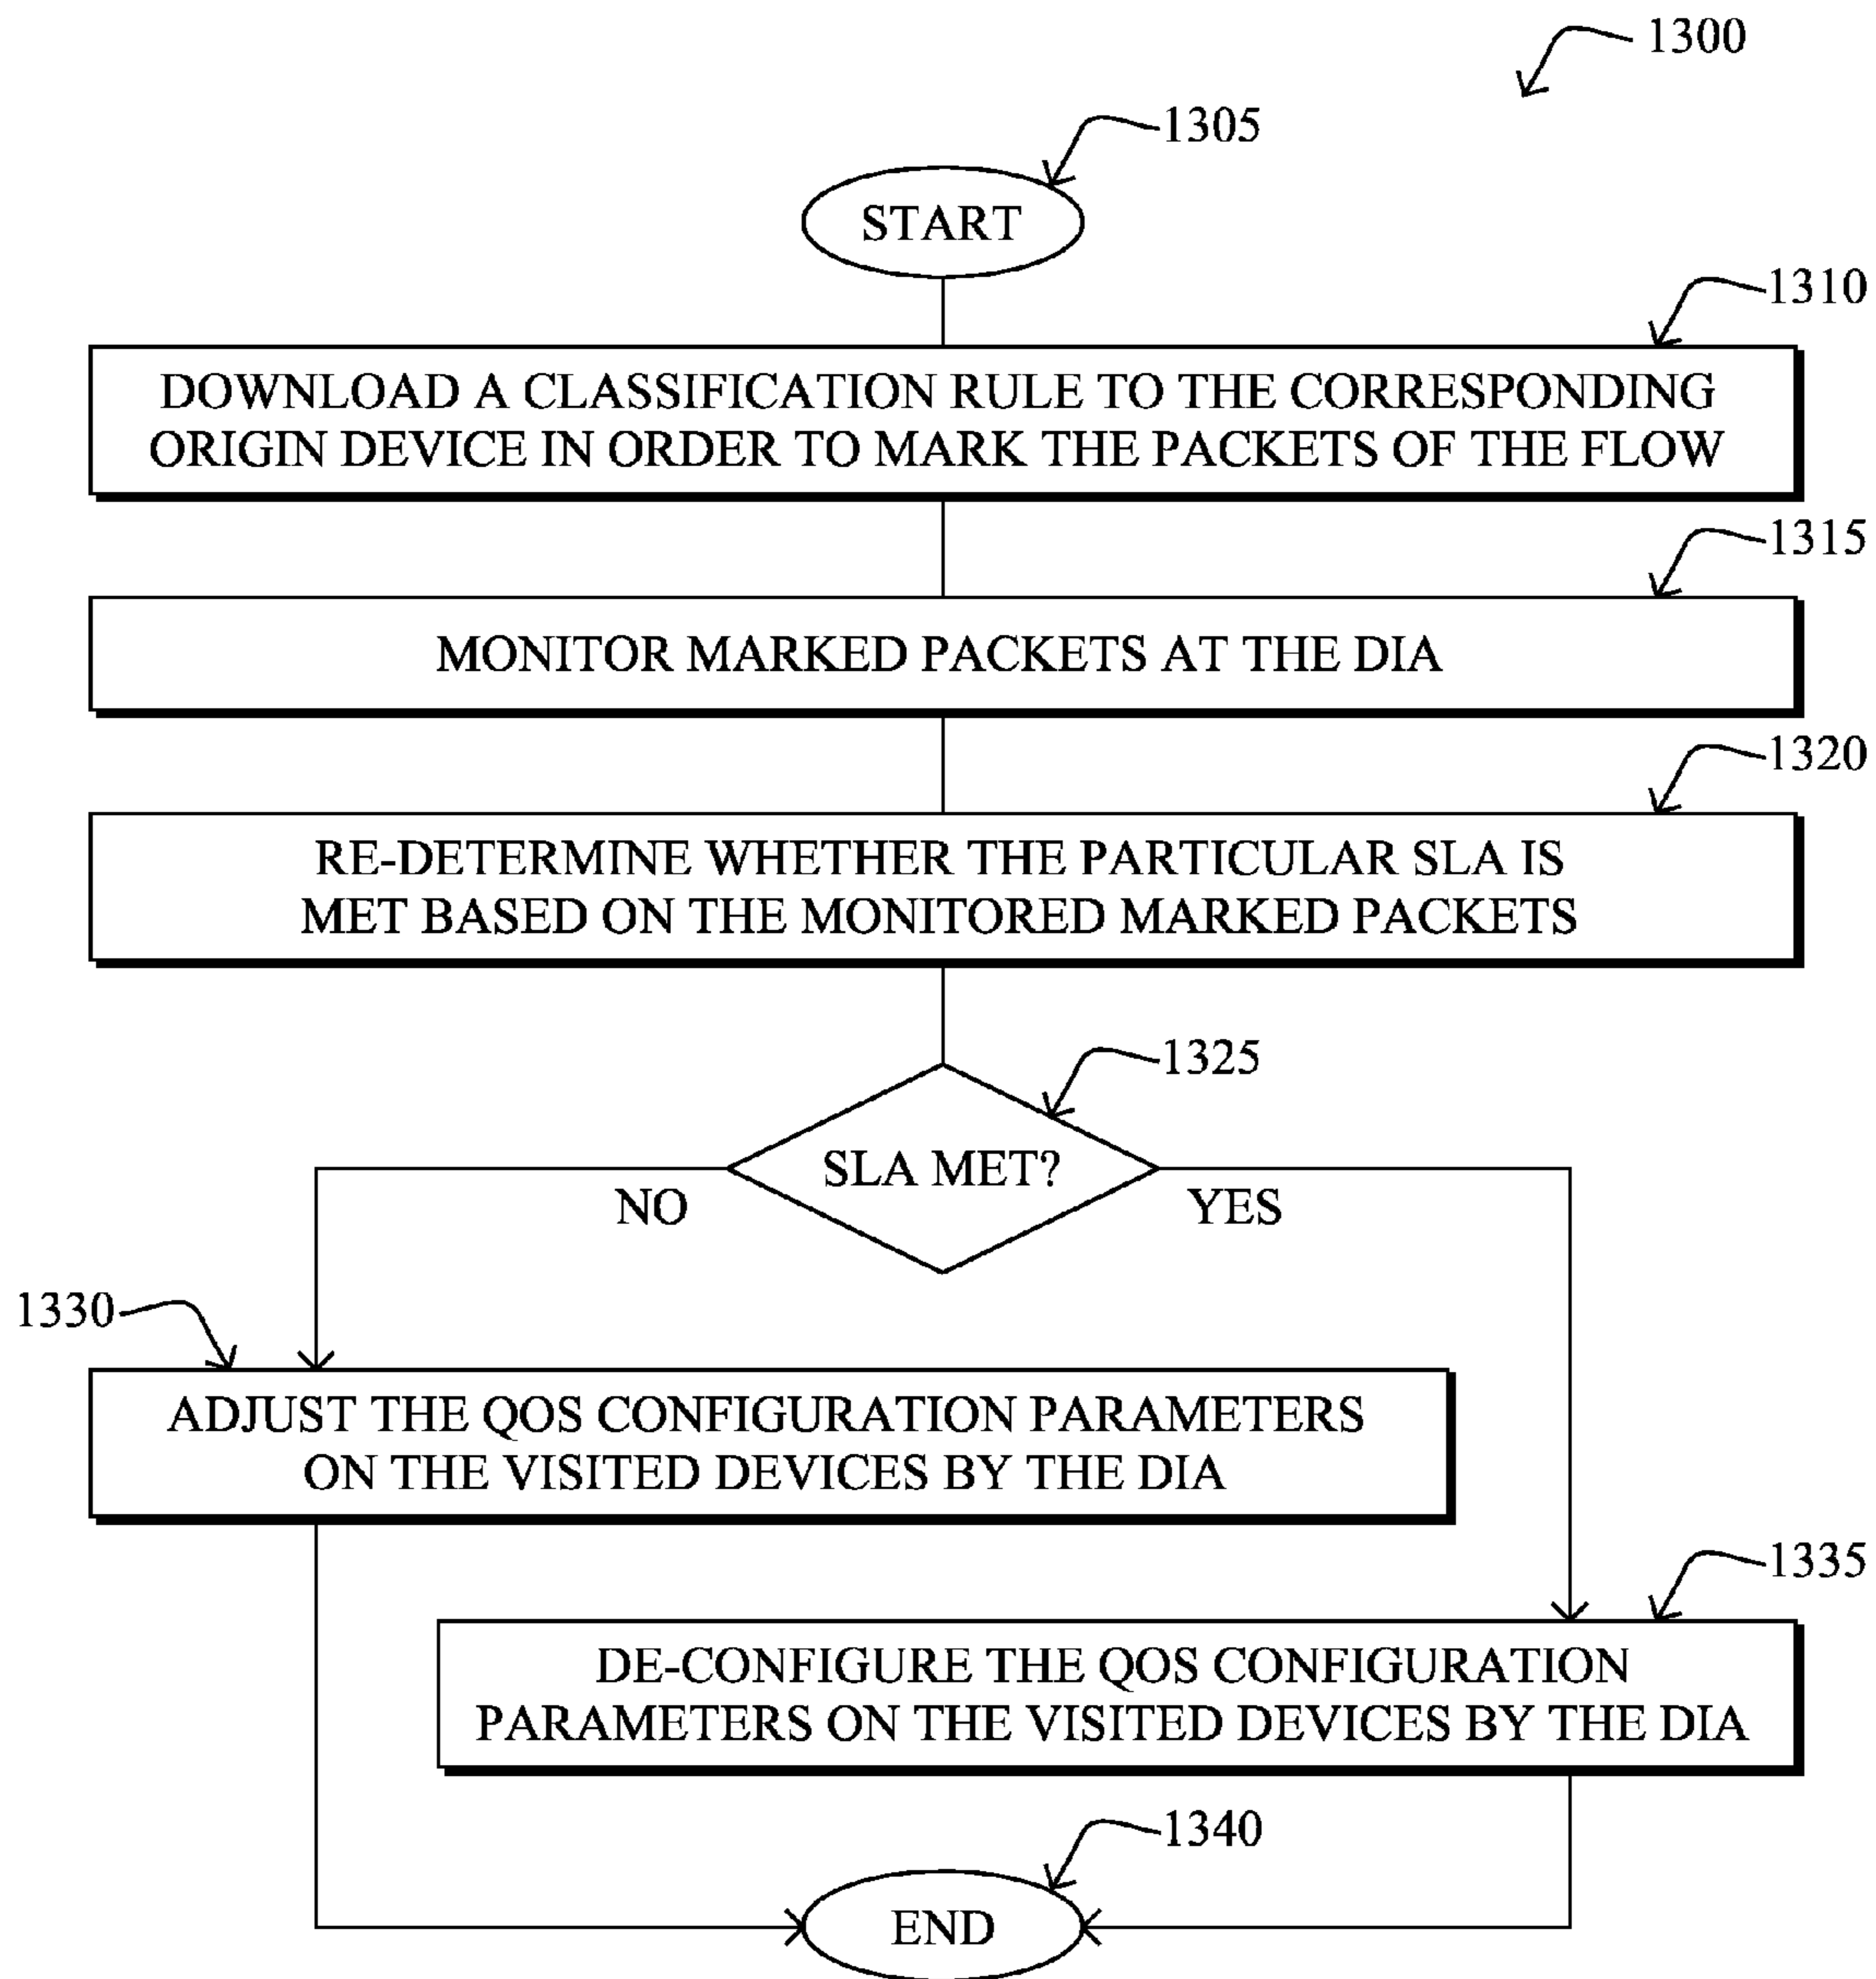 1300
1305
START
1310
DOWNLOAD A CLASSIFICATION RULE TO THE CORRESPONDING
ORIGIN DEVICE IN ORDER TO MARK THE PACKETS OF THE FLOW
1315
MONITOR MARKED PACKETS AT THE DIA
1320
RE-DETERMINE WHETHER THE PARTICULAR SLA IS
MET BASED ON THE MONITORED MARKED PACKETS
1325
SLA MET?
NO
YES
1330
ADJUST THE QOS CONFIGURATION PARAMETERS
ON THE VISITED DEVICES BY THE DIA
1335
DE-CONFIGURE THE QOS CONFIGURATION
PARAMETERS ON THE VISITED DEVICES BY THE DIA
1340
END